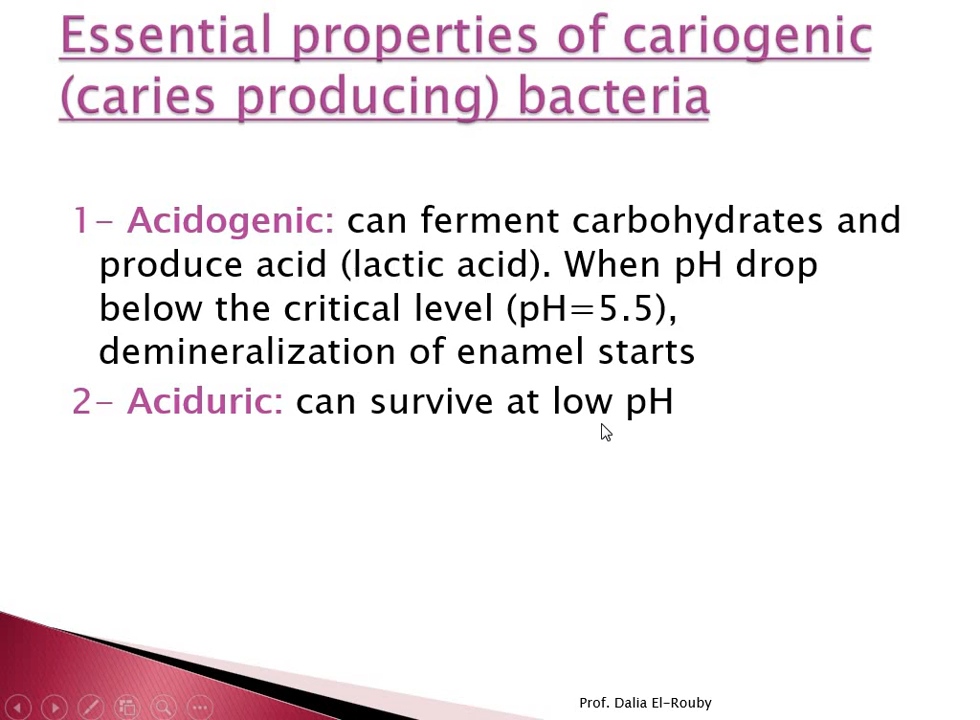 Essential properties of cariogenic
(caries producing) bacteria
1- Acidogenic: can ferment carbohydrates and
produce acid (lactic acid). When pH drop
below the critical level (pH=5.5),
demineralization of enamel starts
2- Aciduric: can survive at low pH
Prof. Dalia El-Rouby